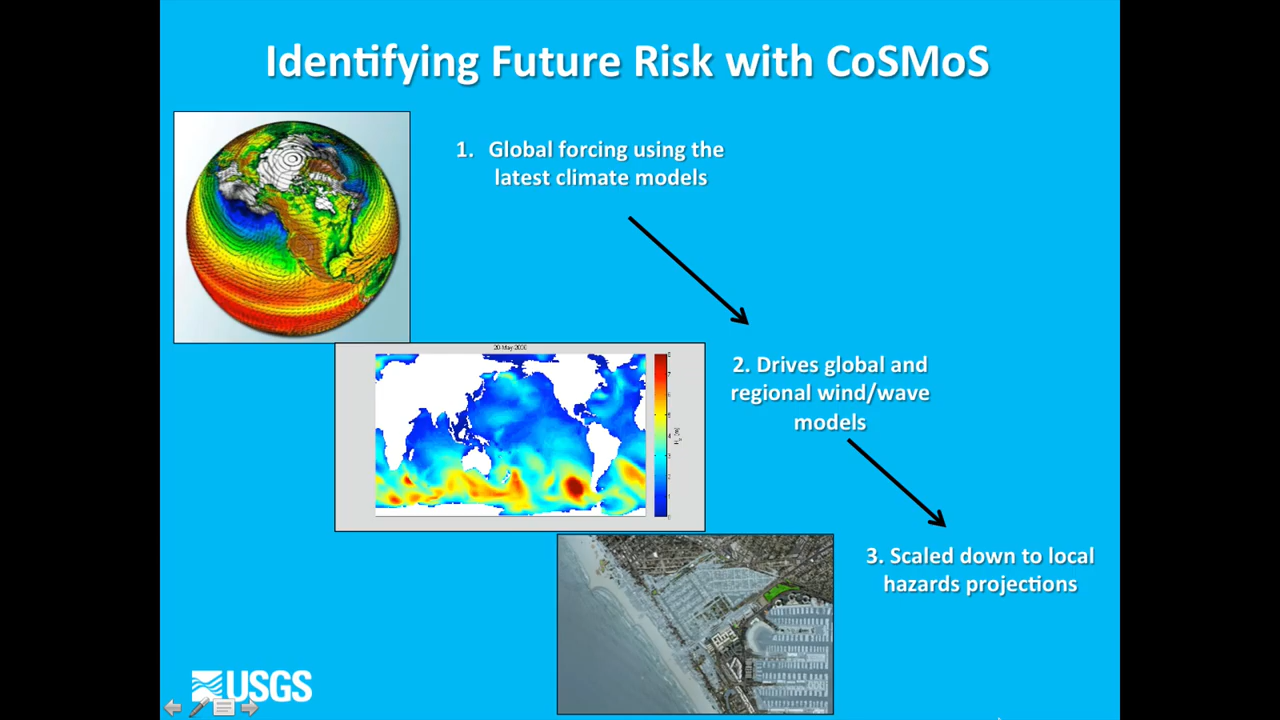 Identifying Future Risk with CoSMoS
1. Global forcing using the
latest climate models
2. Drives global and
regional wind/wave
models
3. Scaled down to local
hazards projections
USGS